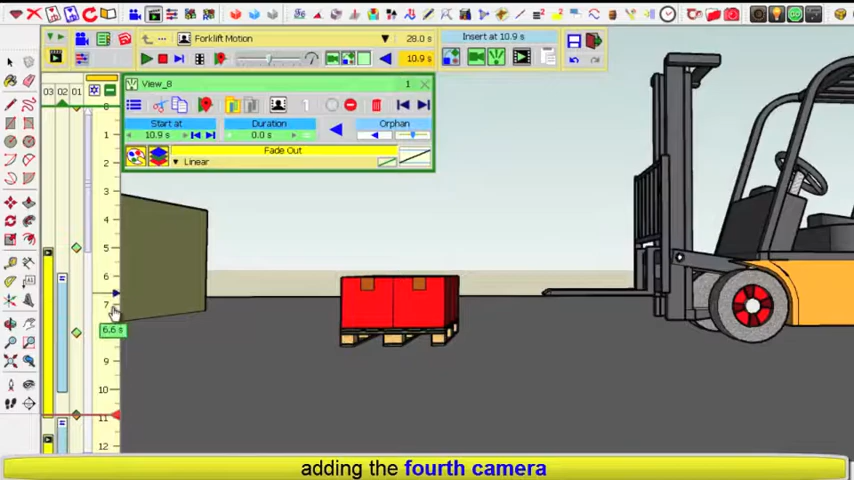 Forklift Motion
28.0 s
Insert at 10.9 s
10.9 s
View_8
1
03
02
01
Start at
Duration
Orphan
10.9 s
0.0 s
Fade Out
Linear
1
2
3
4
5
6
7
6.6 s
9
10
11
12
adding the fourth camera